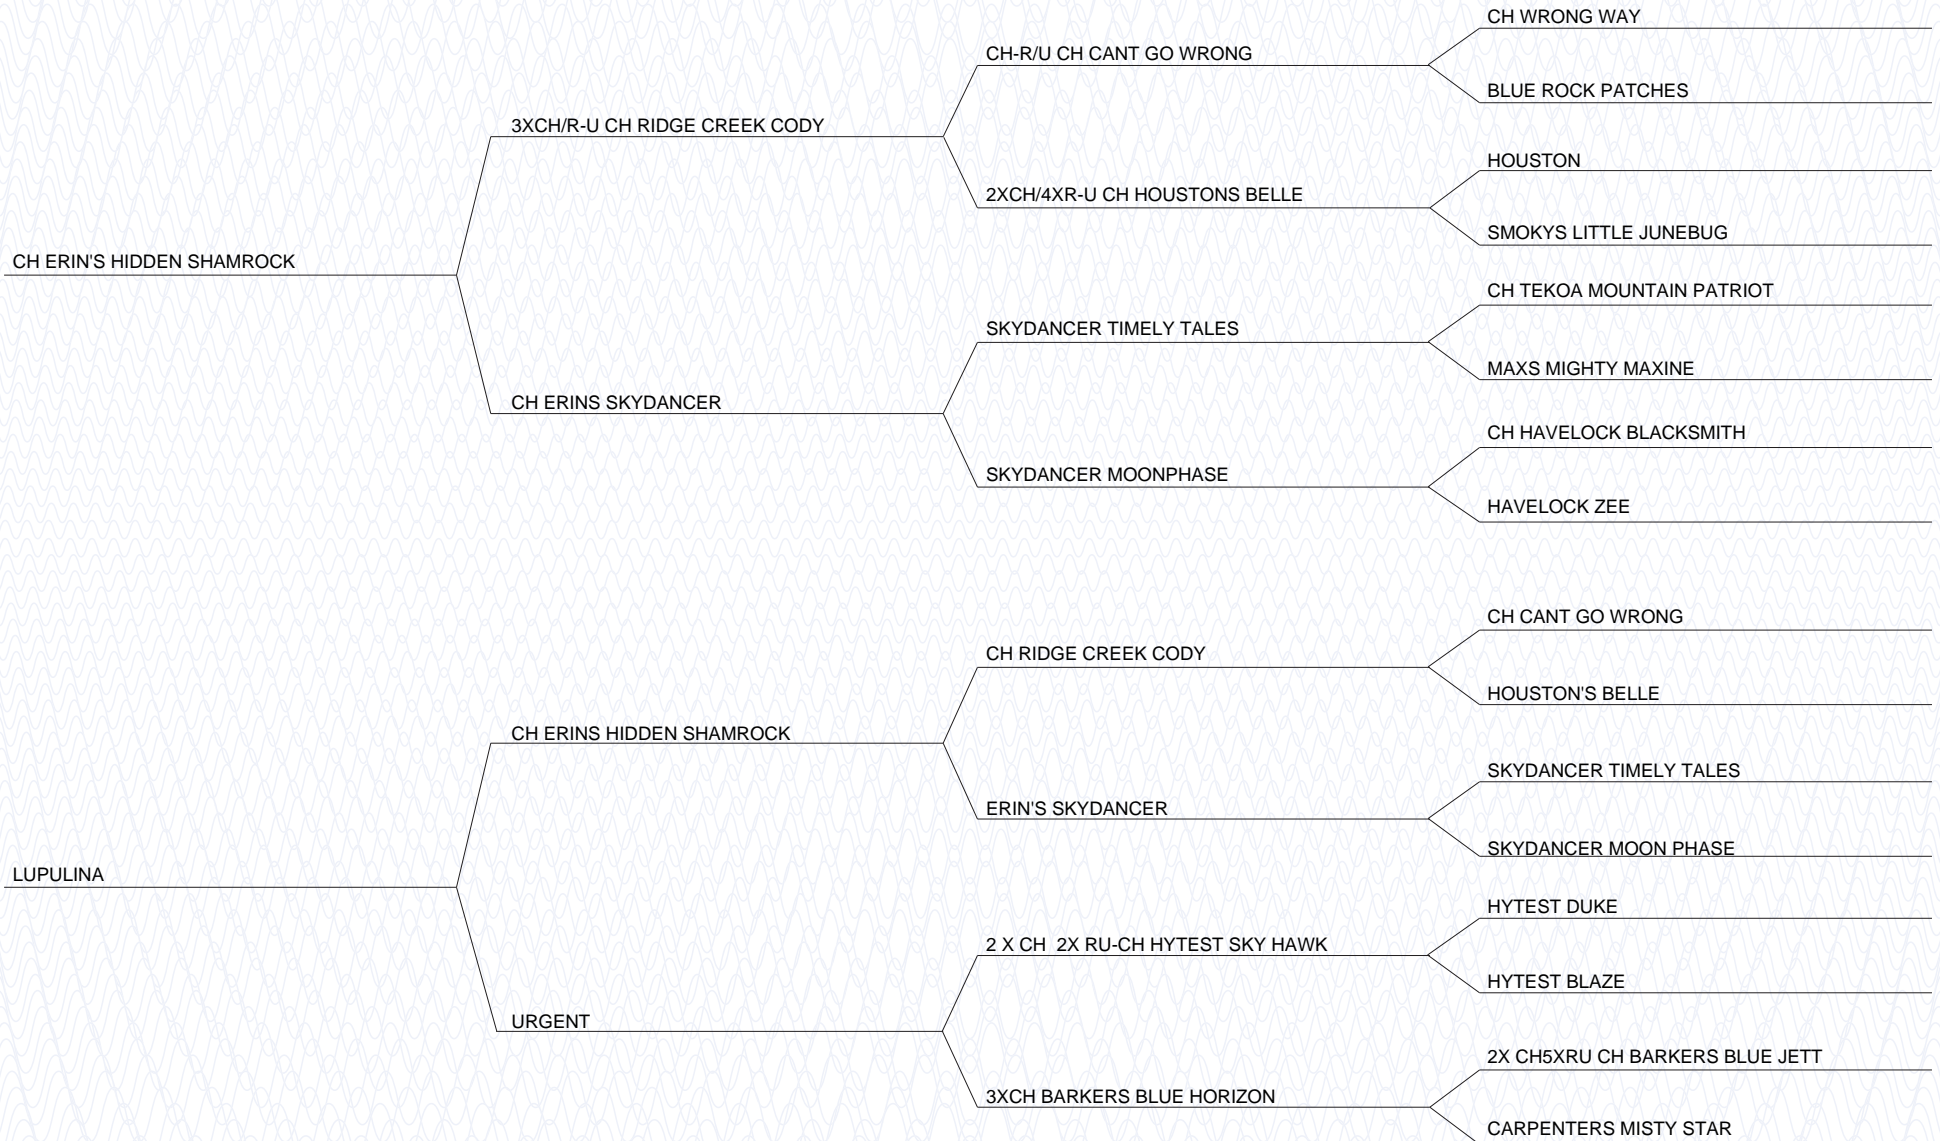 CH WRONG WAY
CH-R/U CH CANT GO WRONG
BLUE ROCK PATCHES
3XCH/R-U CH RIDGE CREEK CODY
HOUSTON
2XCH/4XR-U CH HOUSTONS BELLE
SMOKYS LITTLE JUNEBUG
CH ERIN'S HIDDEN SHAMROCK
CH TEKOA MOUNTAIN PATRIOT
SKYDANCER TIMELY TALES
MAXS MIGHTY MAXINE
CH ERINS SKYDANCER
CH HAVELOCK BLACKSMITH
SKYDANCER MOONPHASE
HAVELOCK ZEE
CH CANT GO WRONG
CH RIDGE CREEK CODY
HOUSTON'S BELLE
CH ERINS HIDDEN SHAMROCK
SKYDANCER TIMELY TALES
ERIN'S SKYDANCER
SKYDANCER MOON PHASE
LUPULINA
HYTEST DUKE
2 X CH  2X RU-CH HYTEST SKY HAWK
HYTEST BLAZE
URGENT
2X CH5XRU CH BARKERS BLUE JETT
3XCH BARKERS BLUE HORIZON
CARPENTERS MISTY STAR